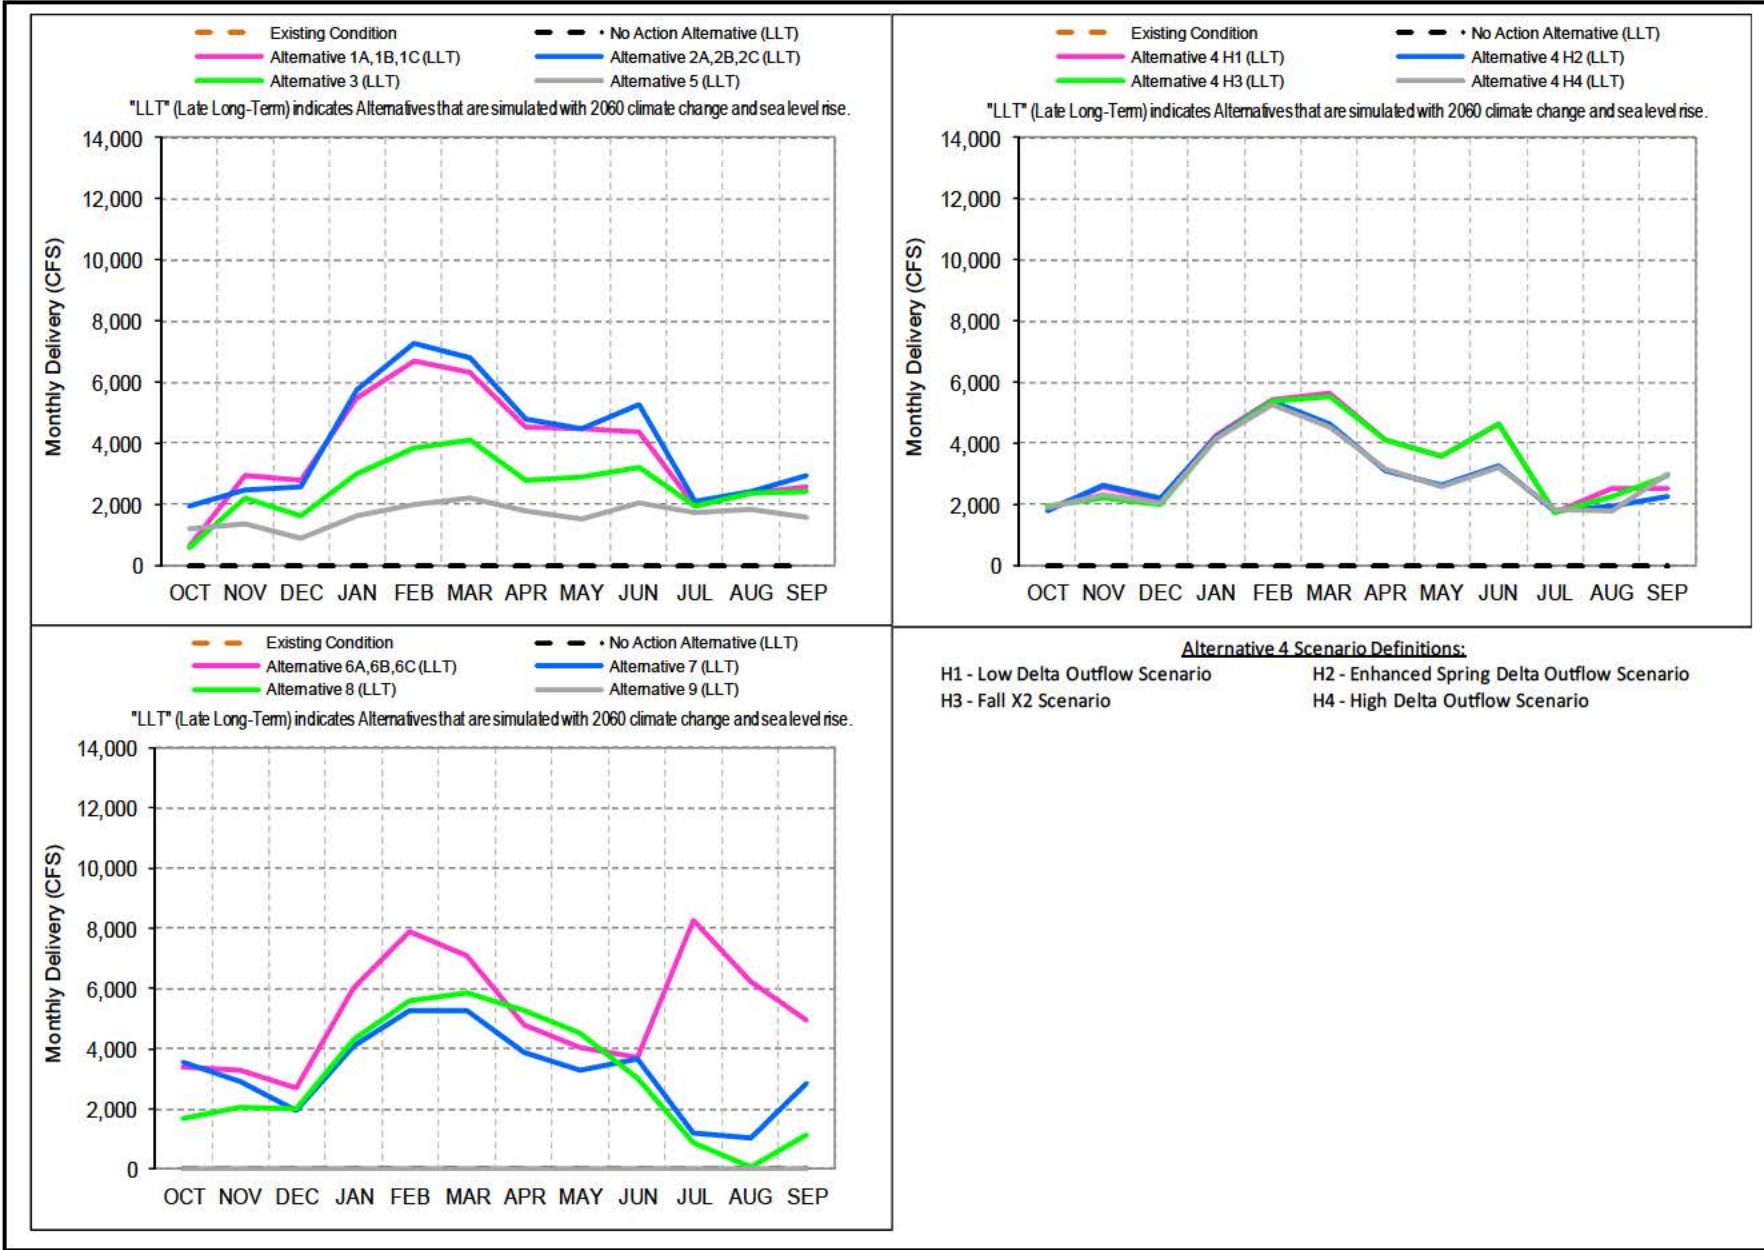 Existing Condition No Action Alternative (LLT)
Alternative 1A,1B,1C (LLT) Alternative 2A,2B,2C (LLT)
Alternative 3 (LLT) Alternative 5 (LLT)
"LLT" (Late Long-Term) indicates Alternatives that are simulated with 2060 climate change and sea level rise.
14,000
12,000
10,000
8,000
6,000
4,000
2,000
0
Monthly Delivery (CFS)
OCT NOV DEC JAN FEB MAR APR MAY JUN JUL AUG SEP
Existing Condition No Action Alternative (LLT)
Alternative 4 H1 (LLT) Alternative 4 H2 (LLT)
Alternative 4 H3 (LLT) Alternative 4 H4 (LLT)
"LLT" (Late Long-Term) indicates Alternatives that are simulated with 2060 climate change and sea level rise.
14,000
12,000
10,000
8,000
6,000
4,000
2,000
0
Monthly Delivery (CFS)
OCT NOV DEC JAN FEB MAR APR MAY JUN JUL AUG SEP
Existing Condition No Action Alternative (LLT)
Alternative 6A,6B,6C (LLT) Alternative 7 (LLT)
Alternative 8 (LLT) Alternative 9 (LLT)
"LLT" (Late Long-Term) indicates Alternatives that are simulated with 2060 climate change and sea level rise.
14,000
12,000
10,000
8,000
6,000
4,000
2,000
0
Monthly Delivery (CFS)
OCT NOV DEC JAN FEB MAR APR MAY JUN JUL AUG SEP
Alternative 4 Scenario Definitions:
H1 - Low Delta Outflow Scenario H2 - Enhanced Spring Delta Outflow Scenario
H3 - Fall X2 Scenario H4 - High Delta Outflow Scenario